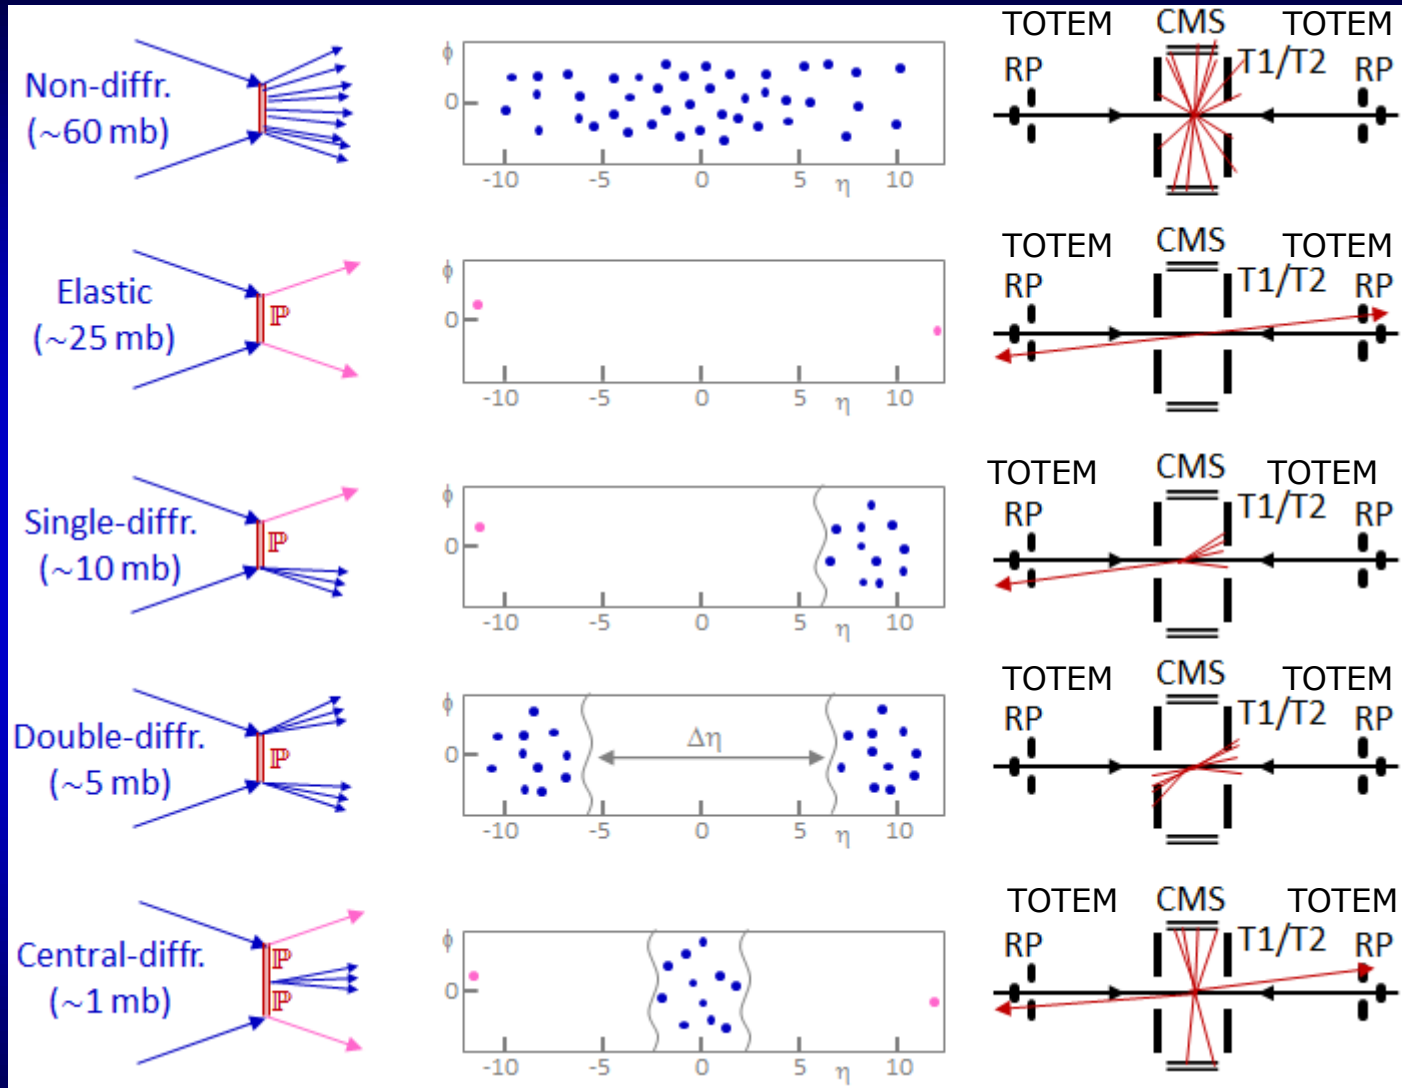 Non-diffr.
(~60 mb)
ϕ
0
-10 -5 0 5 η 10
TOTEM CMS TOTEM
RP T1/T2 RP
Elastic
(~25 mb)
ℙ
ϕ
0
-10 -5 0 5 η 10
TOTEM CMS TOTEM
RP T1/T2 RP
Single-diffr.
(~10 mb)
ℙ
ϕ
0
-10 -5 0 5 η 10
TOTEM CMS TOTEM
RP T1/T2 RP
Double-diffr.
(~5 mb)
ℙ
ϕ
0
Δη
-10 -5 0 5 η 10
TOTEM CMS TOTEM
RP T1/T2 RP
Central-diffr.
(~1 mb)
ℙ
ℙ
ϕ
0
-10 -5 0 5 η 10
TOTEM CMS TOTEM
RP T1/T2 RP